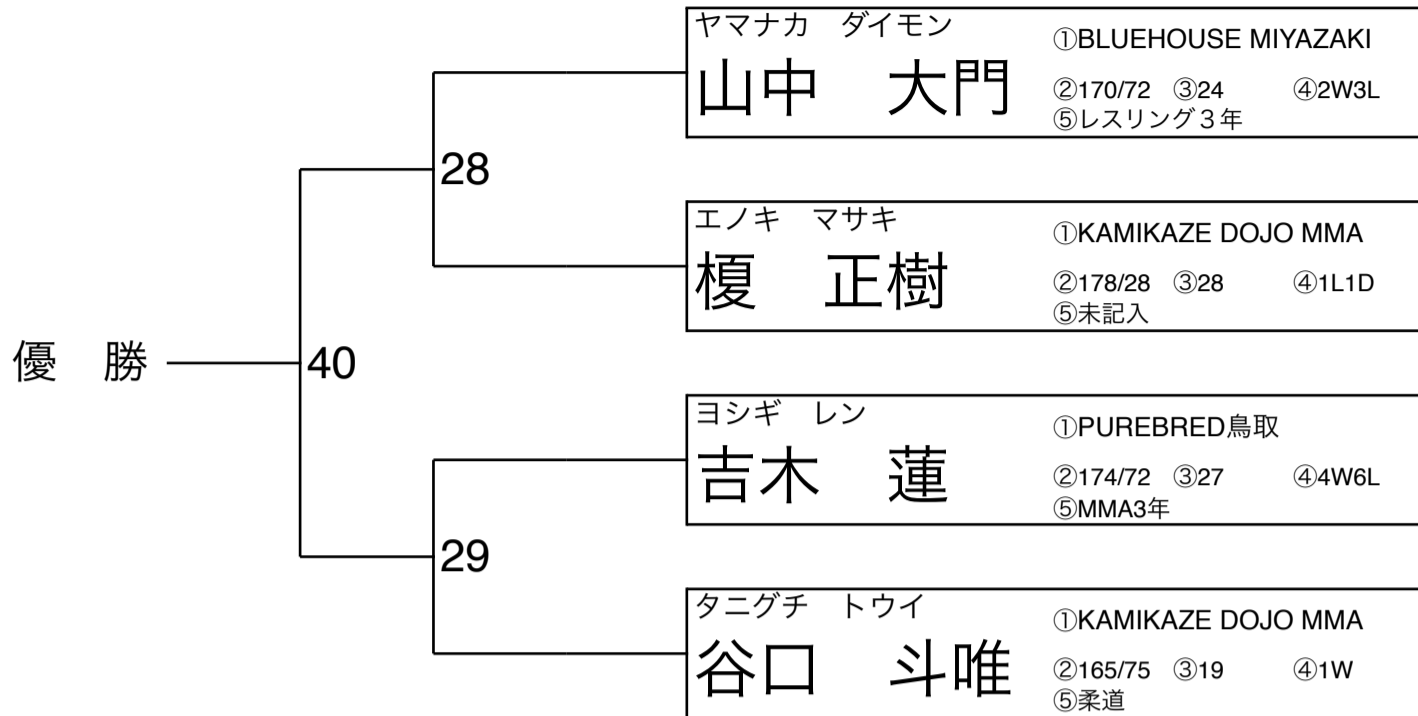 ヤマナカ　ダイモン
山中　大門
①BLUEHOUSE MIYAZAKI
②170/72　③24　④2W3L
⑤レスリング３年
28
エノキ　マサキ
榎　正樹
①KAMIKAZE DOJO MMA
②178/28　③28　④1L1D
⑤未記入
優　勝
40
ヨシギ　レン
吉木　蓮
①PUREBRED鳥取
②174/72　③27　④4W6L
⑤MMA3年
29
タニグチ　トウイ
谷口　斗唯
①KAMIKAZE DOJO MMA
②165/75　③19　④1W
⑤柔道